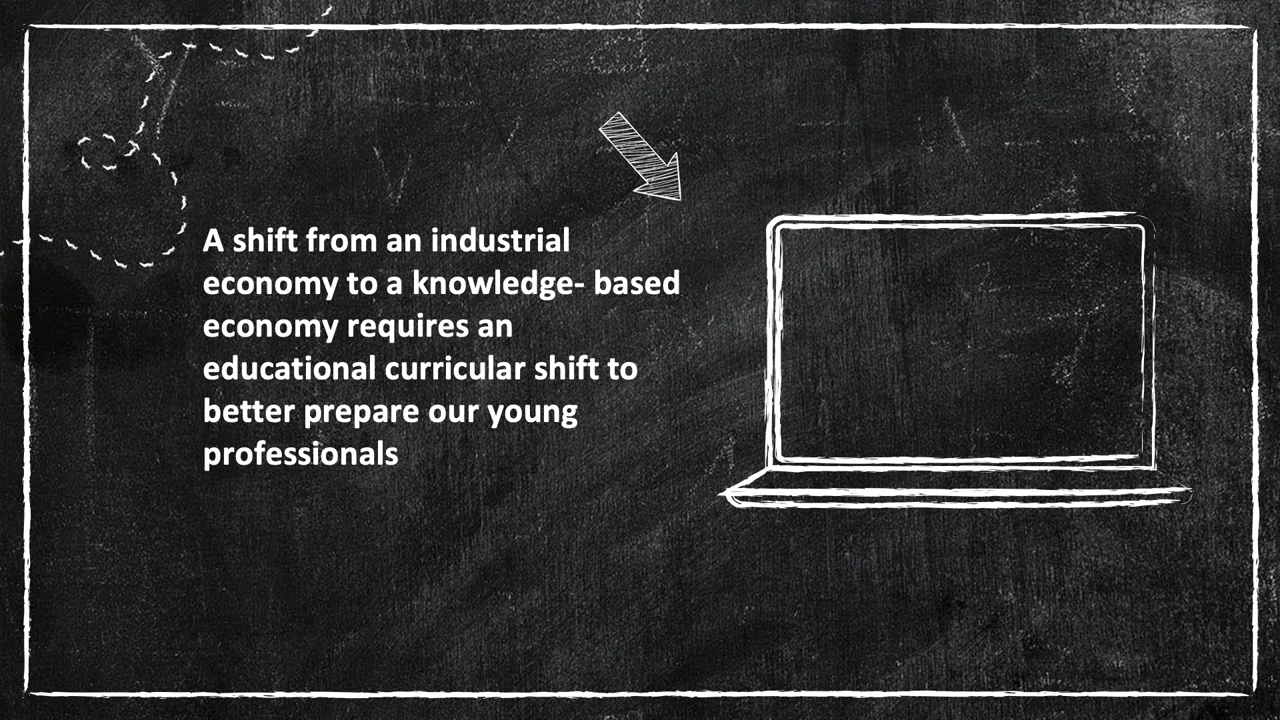 A shift from an industrial
economy to a knowledge- based
economy requires an
educational curricular shift to
better prepare our young
professionals